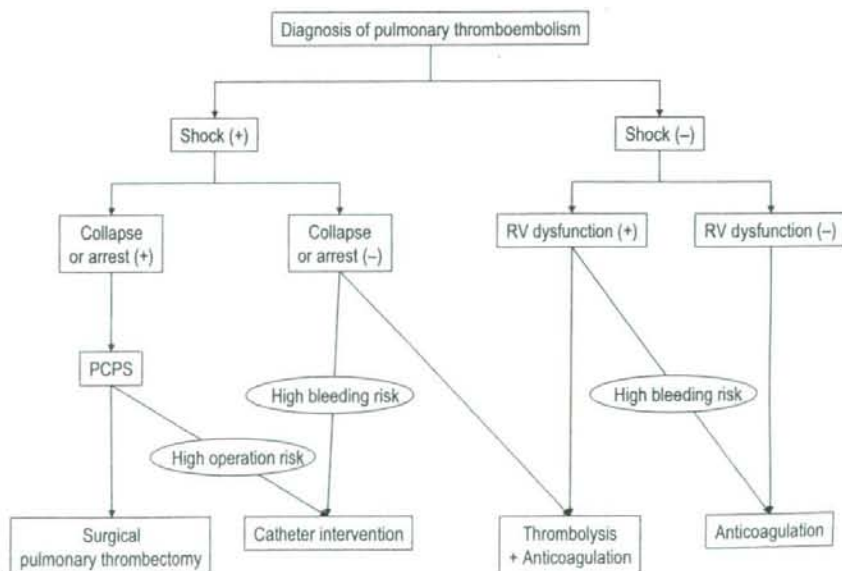 Diagnosis of pulmonary thromboembolism
Shock (+)
Shock (–)
Collapse
or arrest (+)
Collapse
or arrest (–)
RV dysfunction (+)
RV dysfunction (–)
PCPS
High bleeding risk
High bleeding risk
High operation risk
Surgical
pulmonary thrombectomy
Catheter intervention
Thrombolysis
+ Anticoagulation
Anticoagulation